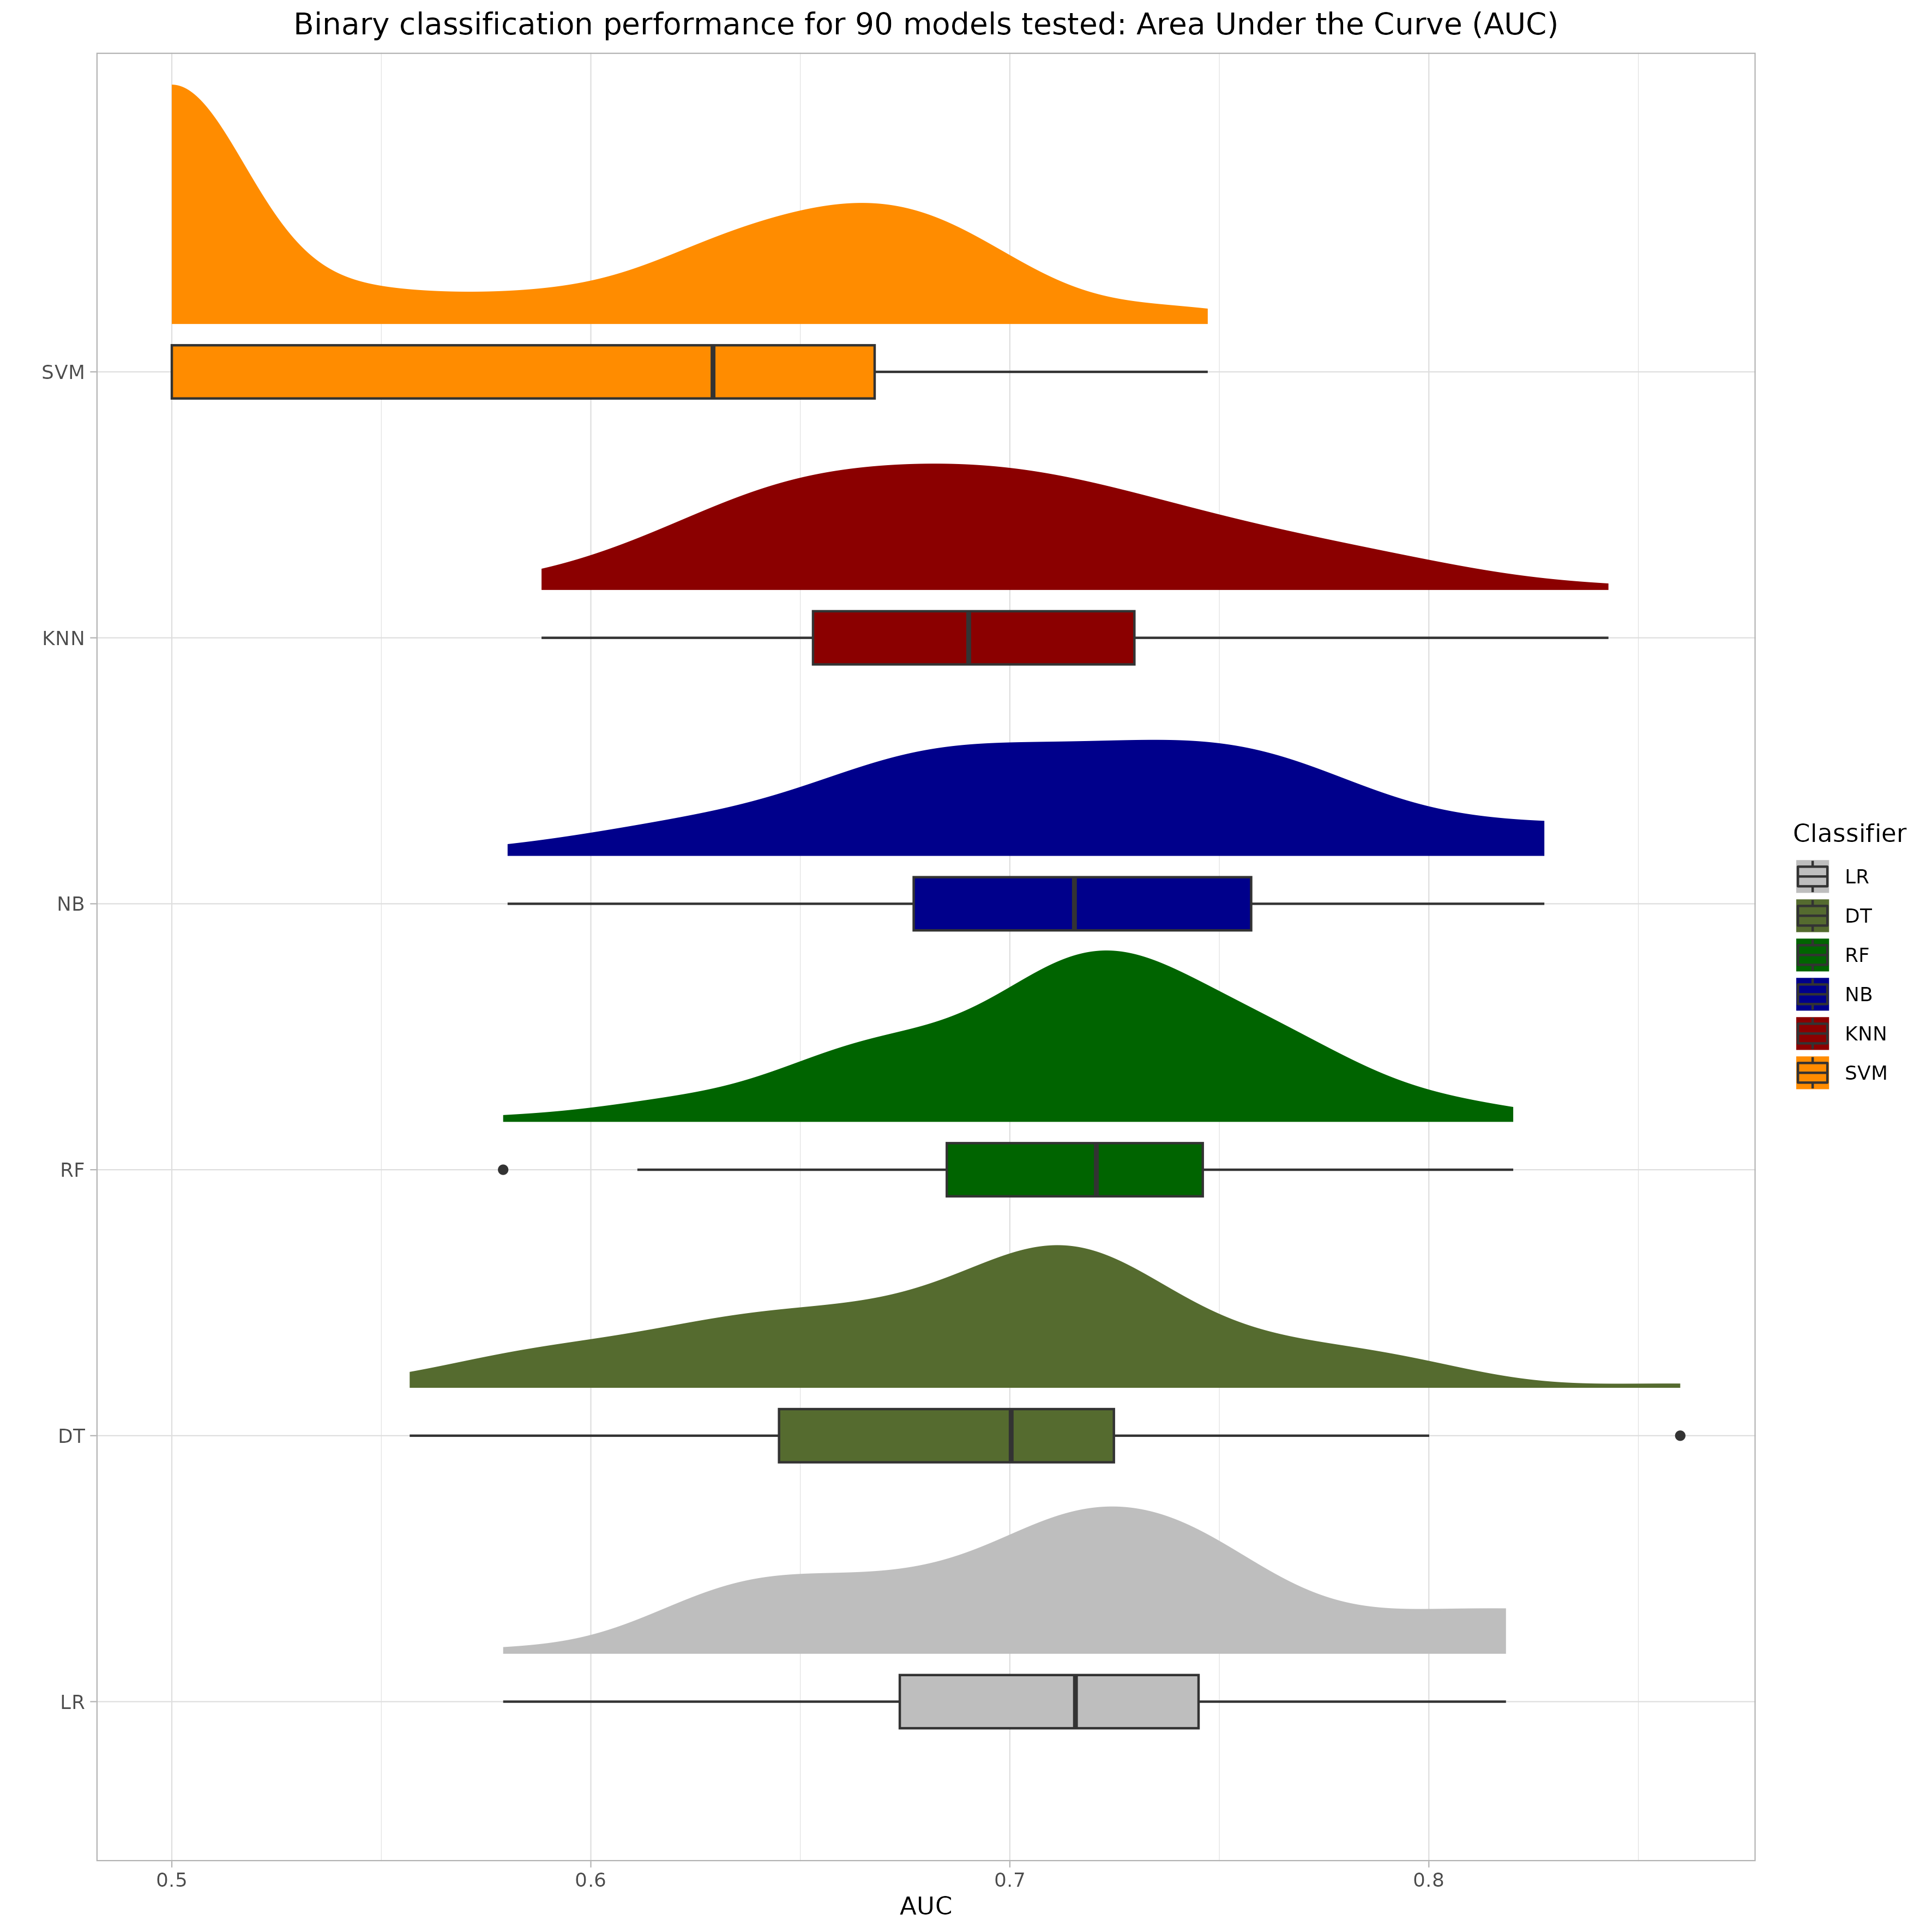 Binary classification performance for 90 models tested: Area Under the Curve (AUC)
SVM
KNN
NB
RF
DT
LR
0.5 0.6 0.7 0.8
AUC
Classifier
LR
DT
RF
NB
KNN
SVM